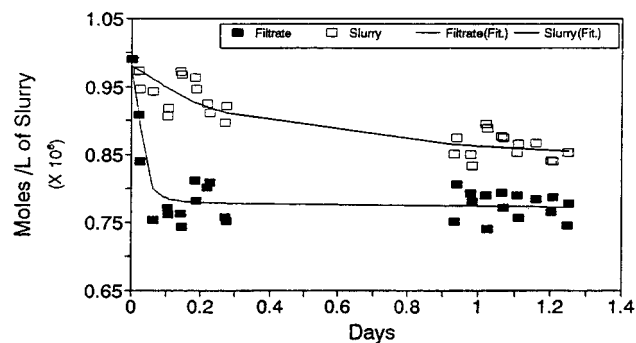 Filtrate Slurry Filtrate(Fit.) Slurry(Fit.)
Moles /L of Slurry
(X 10⁶)
1.05
0.95
0.85
0.75
0.65
0 0.2 0.4 0.6 0.8 1 1.2 1.4
Days